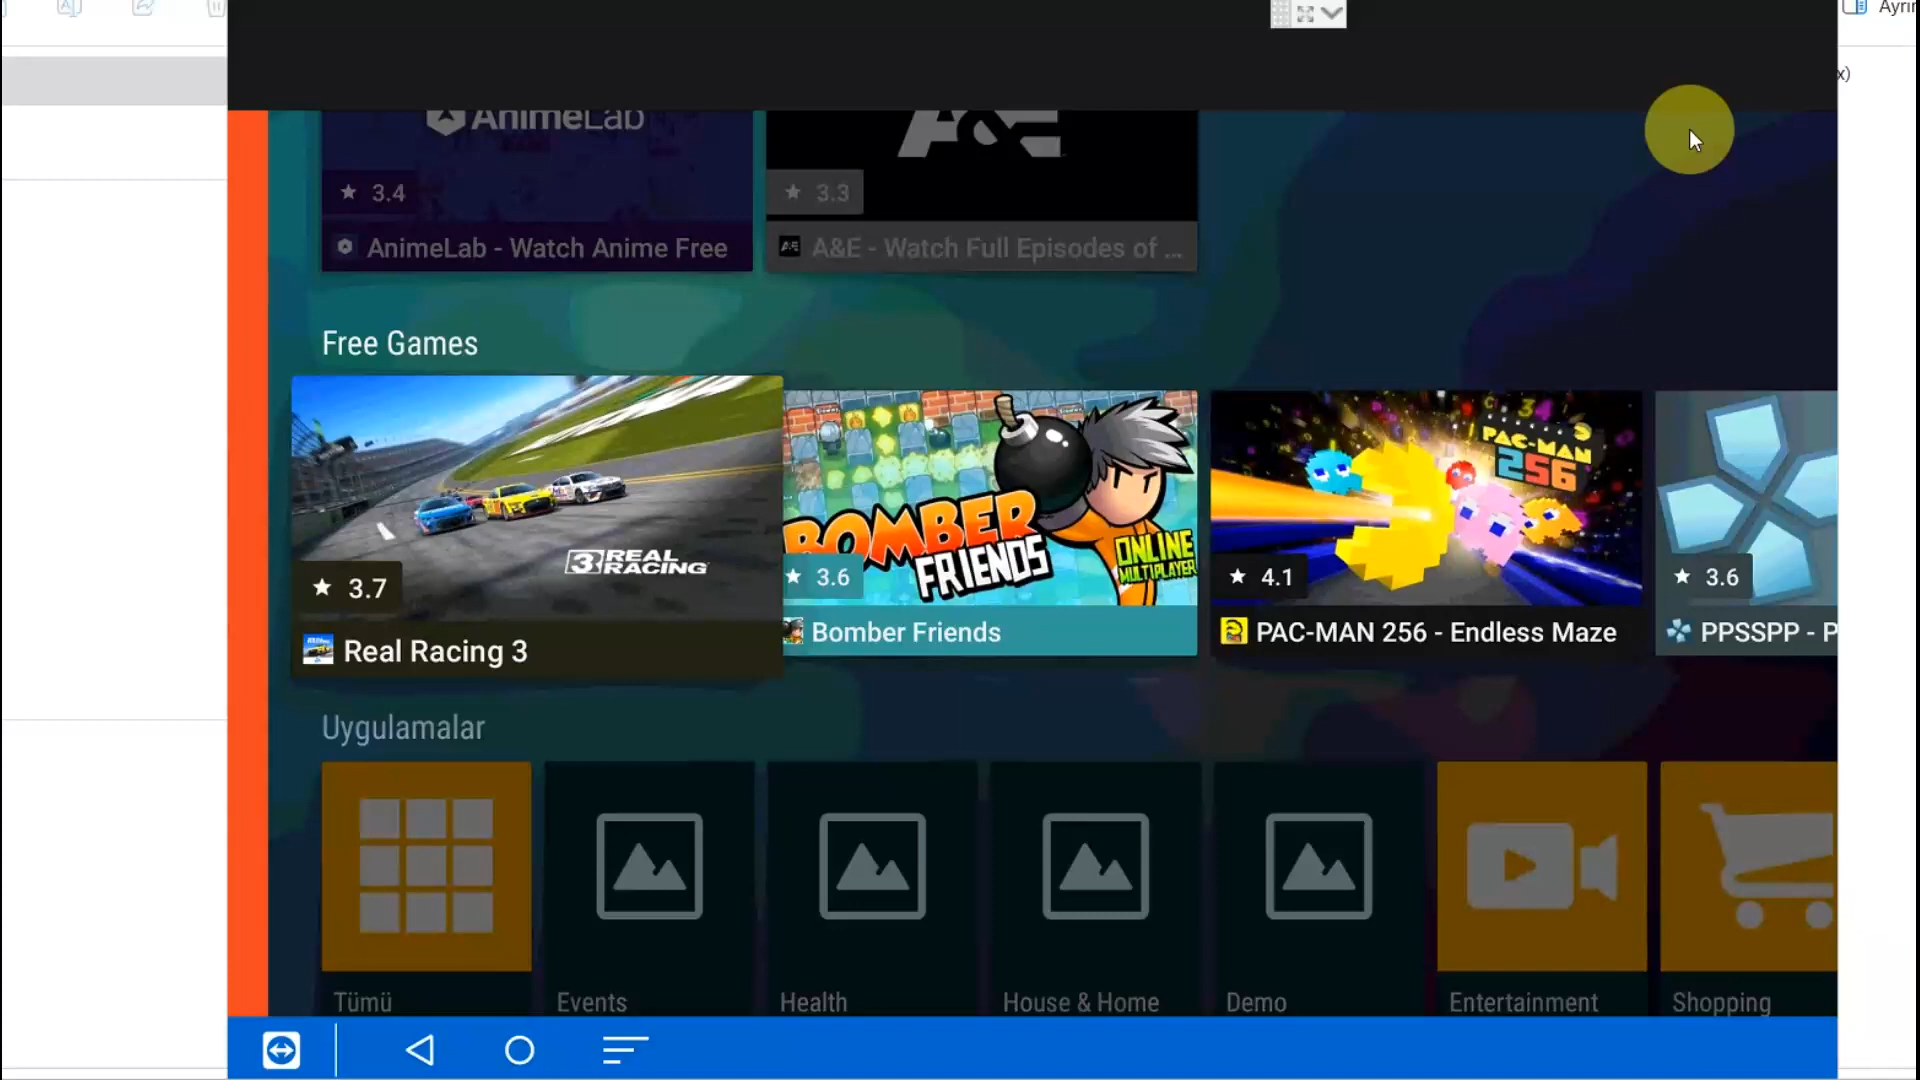 Ayrın
x)
AnimeLab
A&E
3.4
3.3
AnimeLab - Watch Anime Free
A&E - Watch Full Episodes of ...
Free Games
3 REAL RACING
3.7
Real Racing 3
BOMBER FRIENDS
ONLINE MULTIPLAYER
3.6
Bomber Friends
PAC-MAN 256
4.1
PAC-MAN 256 - Endless Maze
3.6
PPSSPP - P
Uygulamalar
Tümü
Events
Health
House & Home
Demo
Entertainment
Shopping